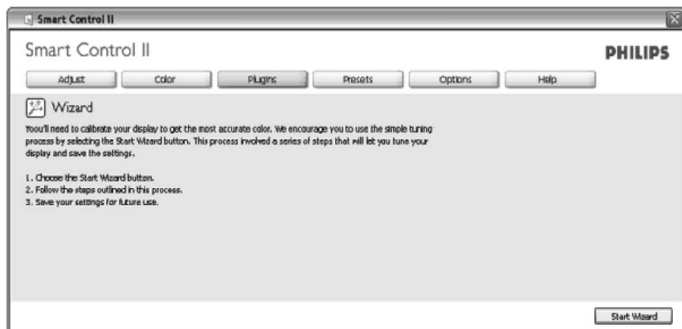 Smart Control II
Smart Control II
PHILIPS
Adjust Color Plugins Presets Options Help
Wizard
Yoou'll need to calibrate your display to get the most accurate color. We encourage you to use the simple tuning
process by selecting the Start Wizard button. This process involved a series of steps that will let you tune your
display and save the settings.
1. Choose the Start Wizard button.
2. Follow the steps outlined in this process.
3. Save your settings for future use.
Start Wizard